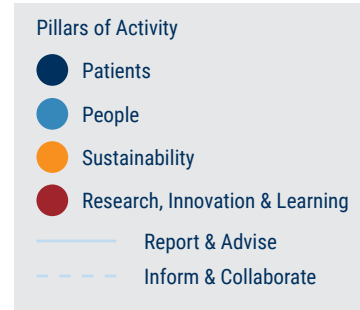 Pillars of Activity
Patients
People
Sustainability
Research, Innovation & Learning
Report & Advise
Inform & Collaborate